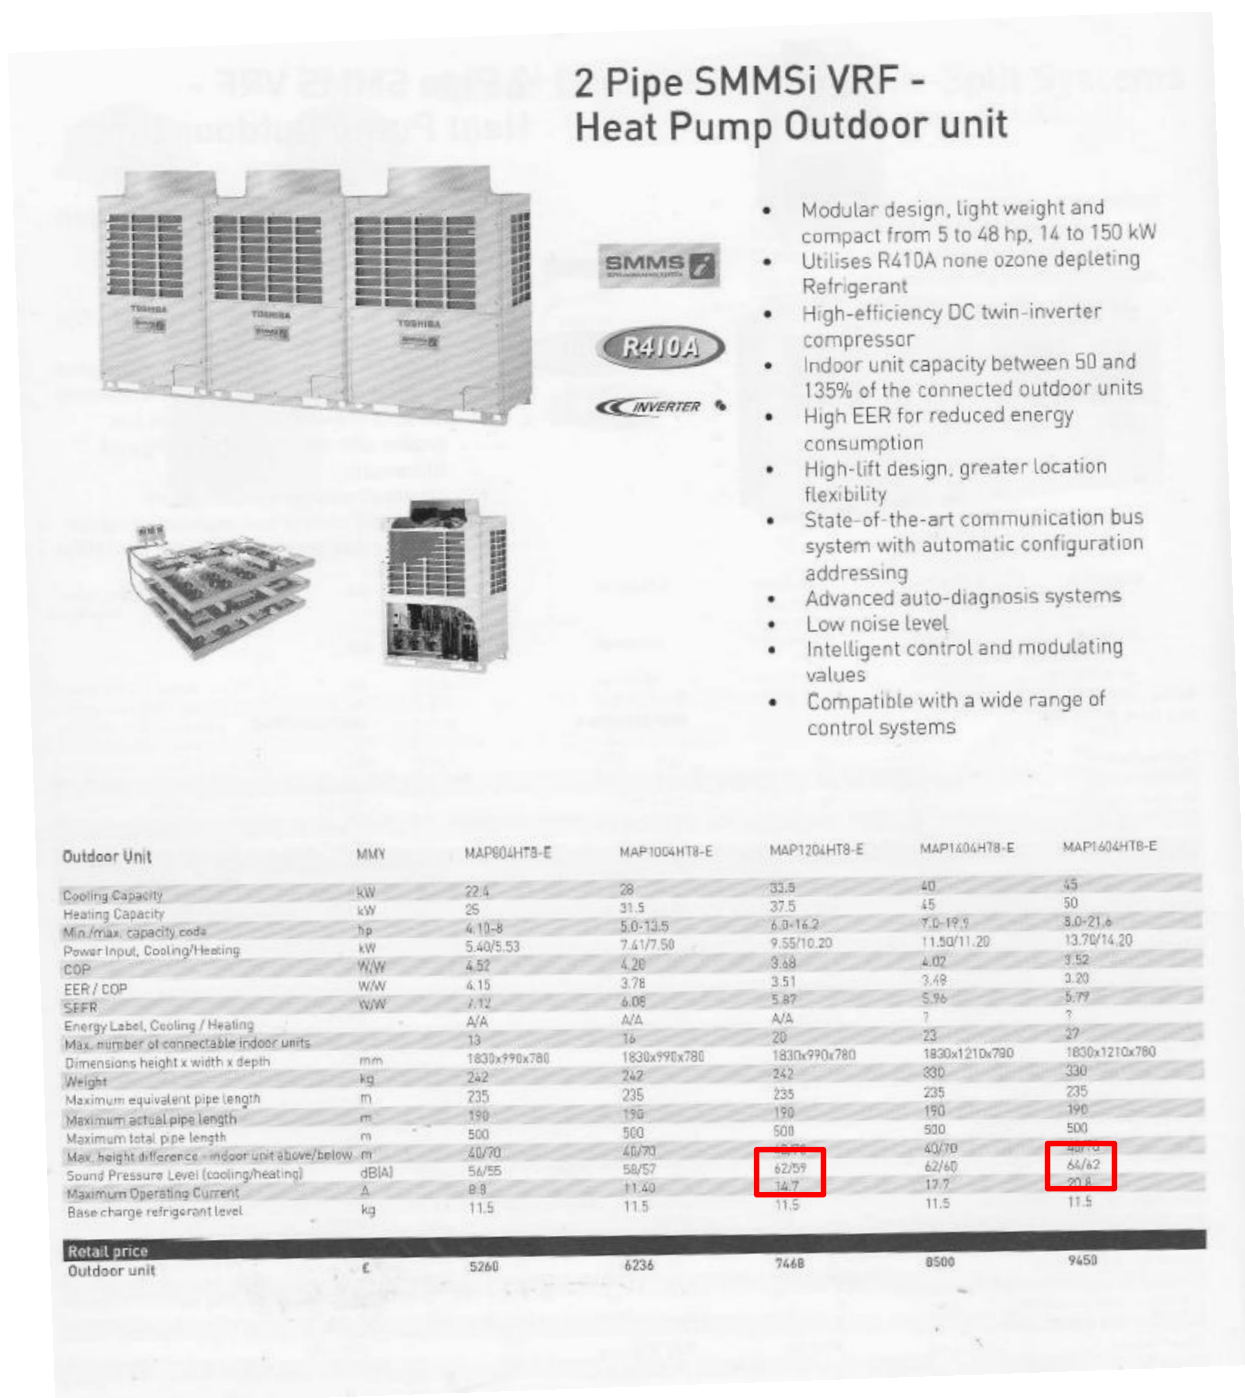 2 Pipe SMMSi VRF -
Heat Pump Outdoor unit
• Modular design, light weight and
compact from 5 to 48 hp, 14 to 150 kW
• Utilises R410A none ozone depleting
Refrigerant
• High-efficiency DC twin-inverter
compressor
• Indoor unit capacity between 50 and
135% of the connected outdoor units
• High EER for reduced energy
consumption
• High-lift design, greater location
flexibility
• State-of-the-art communication bus
system with automatic configuration
addressing
• Advanced auto-diagnosis systems
• Low noise level
• Intelligent control and modulating
values
• Compatible with a wide range of
control systems
SMMS i
R410A
INVERTER
TOSHIBA
TOSHIBA
TOSHIBA
Outdoor Unit MMY MAP804HT8-E MAP1004HT8-E MAP1204HT8-E MAP1404HT8-E MAP1604HT8-E
Cooling Capacity kW 22.4 28 33.5 40 45
Heating Capacity kW 25 31.5 37.5 45 50
Min./max. capacity code hp 4.10-8 5.0-13.5 6.0-16.2 7.0-19.9 8.0-21.6
Power Input, Cooling/Heating kW 5.40/5.53 7.41/7.50 9.55/10.20 11.50/11.20 13.70/14.20
COP W/W 4.52 4.20 3.68 4.02 3.52
EER / COP W/W 4.15 3.78 3.51 3.48 3.20
SEER W/W 7.12 6.08 5.87 5.96 5.79
Energy Label, Cooling / Heating A/A A/A A/A ? ?
Max. number of connectable indoor units 13 16 20 23 27
Dimensions height x width x depth mm 1830x990x780 1830x990x780 1830x990x780 1830x1210x780 1830x1210x780
Weight kg 242 242 242 330 330
Maximum equivalent pipe length m 235 235 235 235 235
Maximum actual pipe length m 190 190 190 190 190
Maximum total pipe length m 500 500 500 500 500
Max. height difference - indoor unit above/below m 40/70 40/70 40/70 40/70 40/70
Sound Pressure Level (cooling/heating) dB(A) 56/55 58/57 62/59 62/60 64/62
Maximum Operating Current A 8.8 11.40 14.7 17.7 20.8
Base charge refrigerant level kg 11.5 11.5 11.5 11.5 11.5
Retail price
Outdoor unit £ 5260 6236 7468 8500 9450